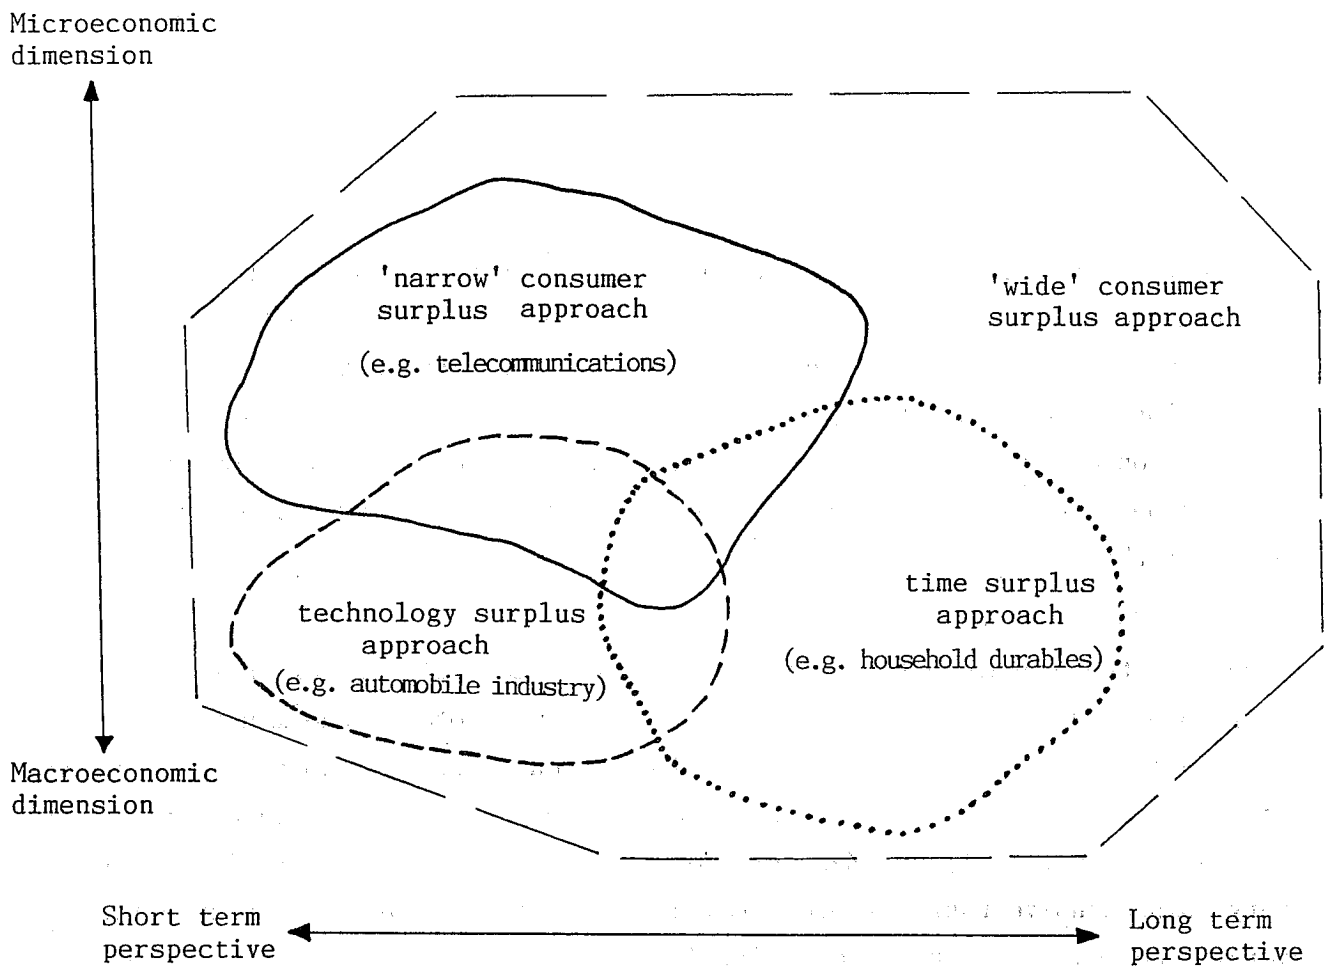 Microeconomic
dimension
'narrow' consumer
surplus approach
(e.g. telecommunications)
'wide' consumer
surplus approach
technology surplus
approach
(e.g. automobile industry)
time surplus
approach
(e.g. household durables)
Macroeconomic
dimension
Short term
perspective
Long term
perspective